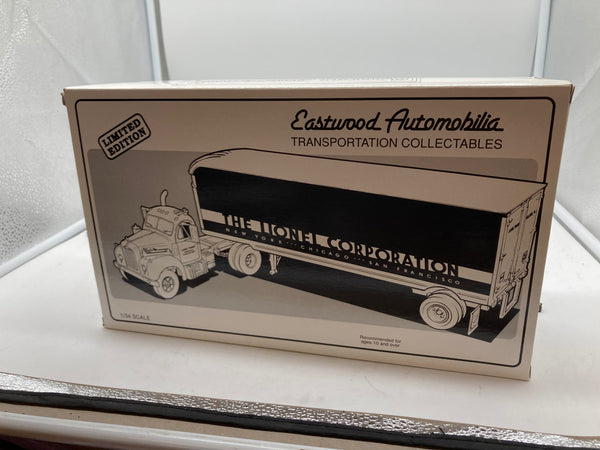 LIMITED
EDITION
Eastwood Automobilia
TRANSPORTATION COLLECTABLES
THE LIONEL CORPORATION
NEW YORK ··· CHICAGO ··· SAN FRANCISCO
1/34 SCALE
Recommended for
ages 10 and over